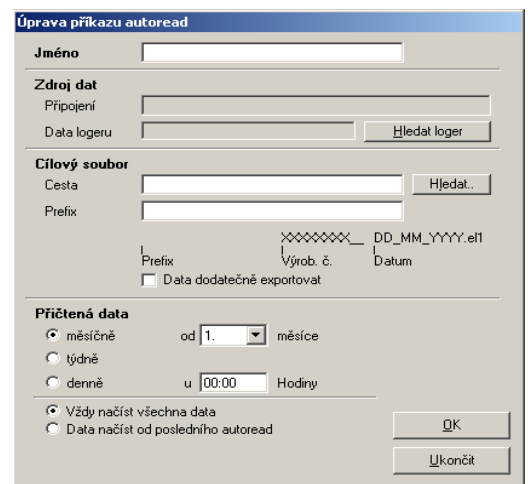 Úprava příkazu autoread
Jméno
Zdroj dat
Připojení
Data logeru Hledat loger
Cílový soubor
Cesta Hledat..
Prefix
XXXXXXXX__ DD_MM_YYYY.el1
Prefix Výrob. č. Datum
Data dodatečně exportovat
Přičtená data
měsíčně od 1. měsíce
týdně
denně u 00:00 Hodiny
Vždy načíst všechna data
Data načíst od posledního autoread
OK
Ukončit